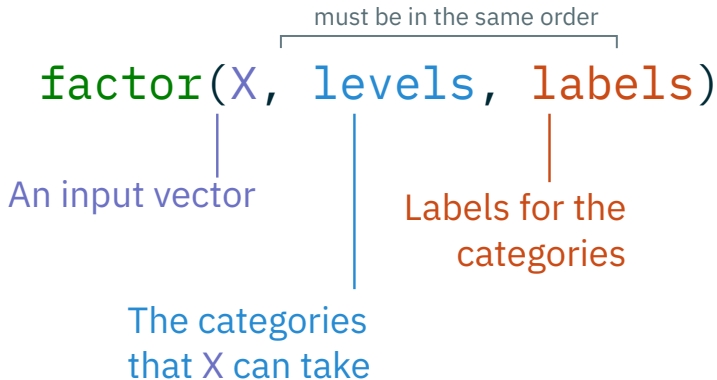 must be in the same order
factor(X, levels, labels)
An input vector
Labels for the
categories
The categories
that X can take